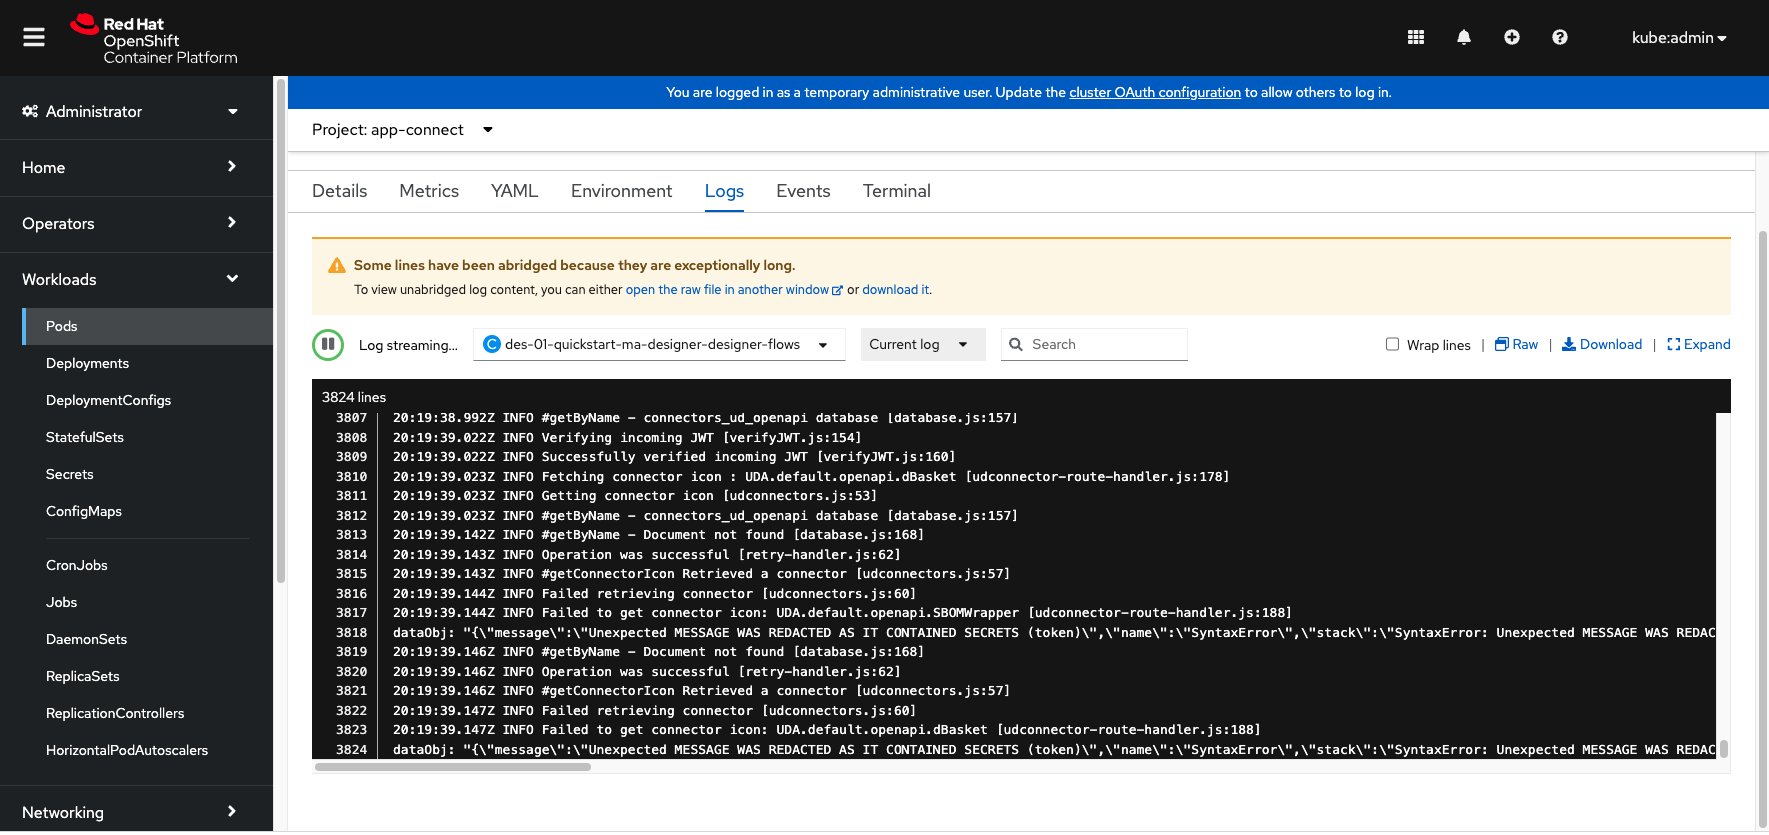 Red Hat
OpenShift
Container Platform
kube:admin
Administrator
Home
Operators
Workloads
Pods
Deployments
DeploymentConfigs
StatefulSets
Secrets
ConfigMaps
CronJobs
Jobs
DaemonSets
ReplicaSets
ReplicationControllers
HorizontalPodAutoscalers
Networking
You are logged in as a temporary administrative user. Update the cluster OAuth configuration to allow others to log in.
Project: app-connect
Details Metrics YAML Environment Logs Events Terminal
Some lines have been abridged because they are exceptionally long.
To view unabridged log content, you can either open the raw file in another window or download it.
Log streaming... C des-01-quickstart-ma-designer-designer-flows Current log Search Wrap lines | Raw | Download | Expand
3824 lines
3807 20:19:38.992Z INFO #getByName - connectors_ud_openapi database [database.js:157]
3808 20:19:39.022Z INFO Verifying incoming JWT [verifyJWT.js:154]
3809 20:19:39.022Z INFO Successfully verified incoming JWT [verifyJWT.js:160]
3810 20:19:39.023Z INFO Fetching connector icon : UDA.default.openapi.dBasket [udconnector-route-handler.js:178]
3811 20:19:39.023Z INFO Getting connector icon [udconnectors.js:53]
3812 20:19:39.023Z INFO #getByName - connectors_ud_openapi database [database.js:157]
3813 20:19:39.142Z INFO #getByName - Document not found [database.js:168]
3814 20:19:39.143Z INFO Operation was successful [retry-handler.js:62]
3815 20:19:39.143Z INFO #getConnectorIcon Retrieved a connector [udconnectors.js:57]
3816 20:19:39.144Z INFO Failed retrieving connector [udconnectors.js:60]
3817 20:19:39.144Z INFO Failed to get connector icon: UDA.default.openapi.SBOMWrapper [udconnector-route-handler.js:188]
3818 dataObj: "{\"message\":\"Unexpected MESSAGE WAS REDACTED AS IT CONTAINED SECRETS (token)\",\"name\":\"SyntaxError\",\"stack\":\"SyntaxError: Unexpected MESSAGE WAS REDAC
3819 20:19:39.146Z INFO #getByName - Document not found [database.js:168]
3820 20:19:39.146Z INFO Operation was successful [retry-handler.js:62]
3821 20:19:39.146Z INFO #getConnectorIcon Retrieved a connector [udconnectors.js:57]
3822 20:19:39.147Z INFO Failed retrieving connector [udconnectors.js:60]
3823 20:19:39.147Z INFO Failed to get connector icon: UDA.default.openapi.dBasket [udconnector-route-handler.js:188]
3824 dataObj: "{\"message\":\"Unexpected MESSAGE WAS REDACTED AS IT CONTAINED SECRETS (token)\",\"name\":\"SyntaxError\",\"stack\":\"SyntaxError: Unexpected MESSAGE WAS REDAC